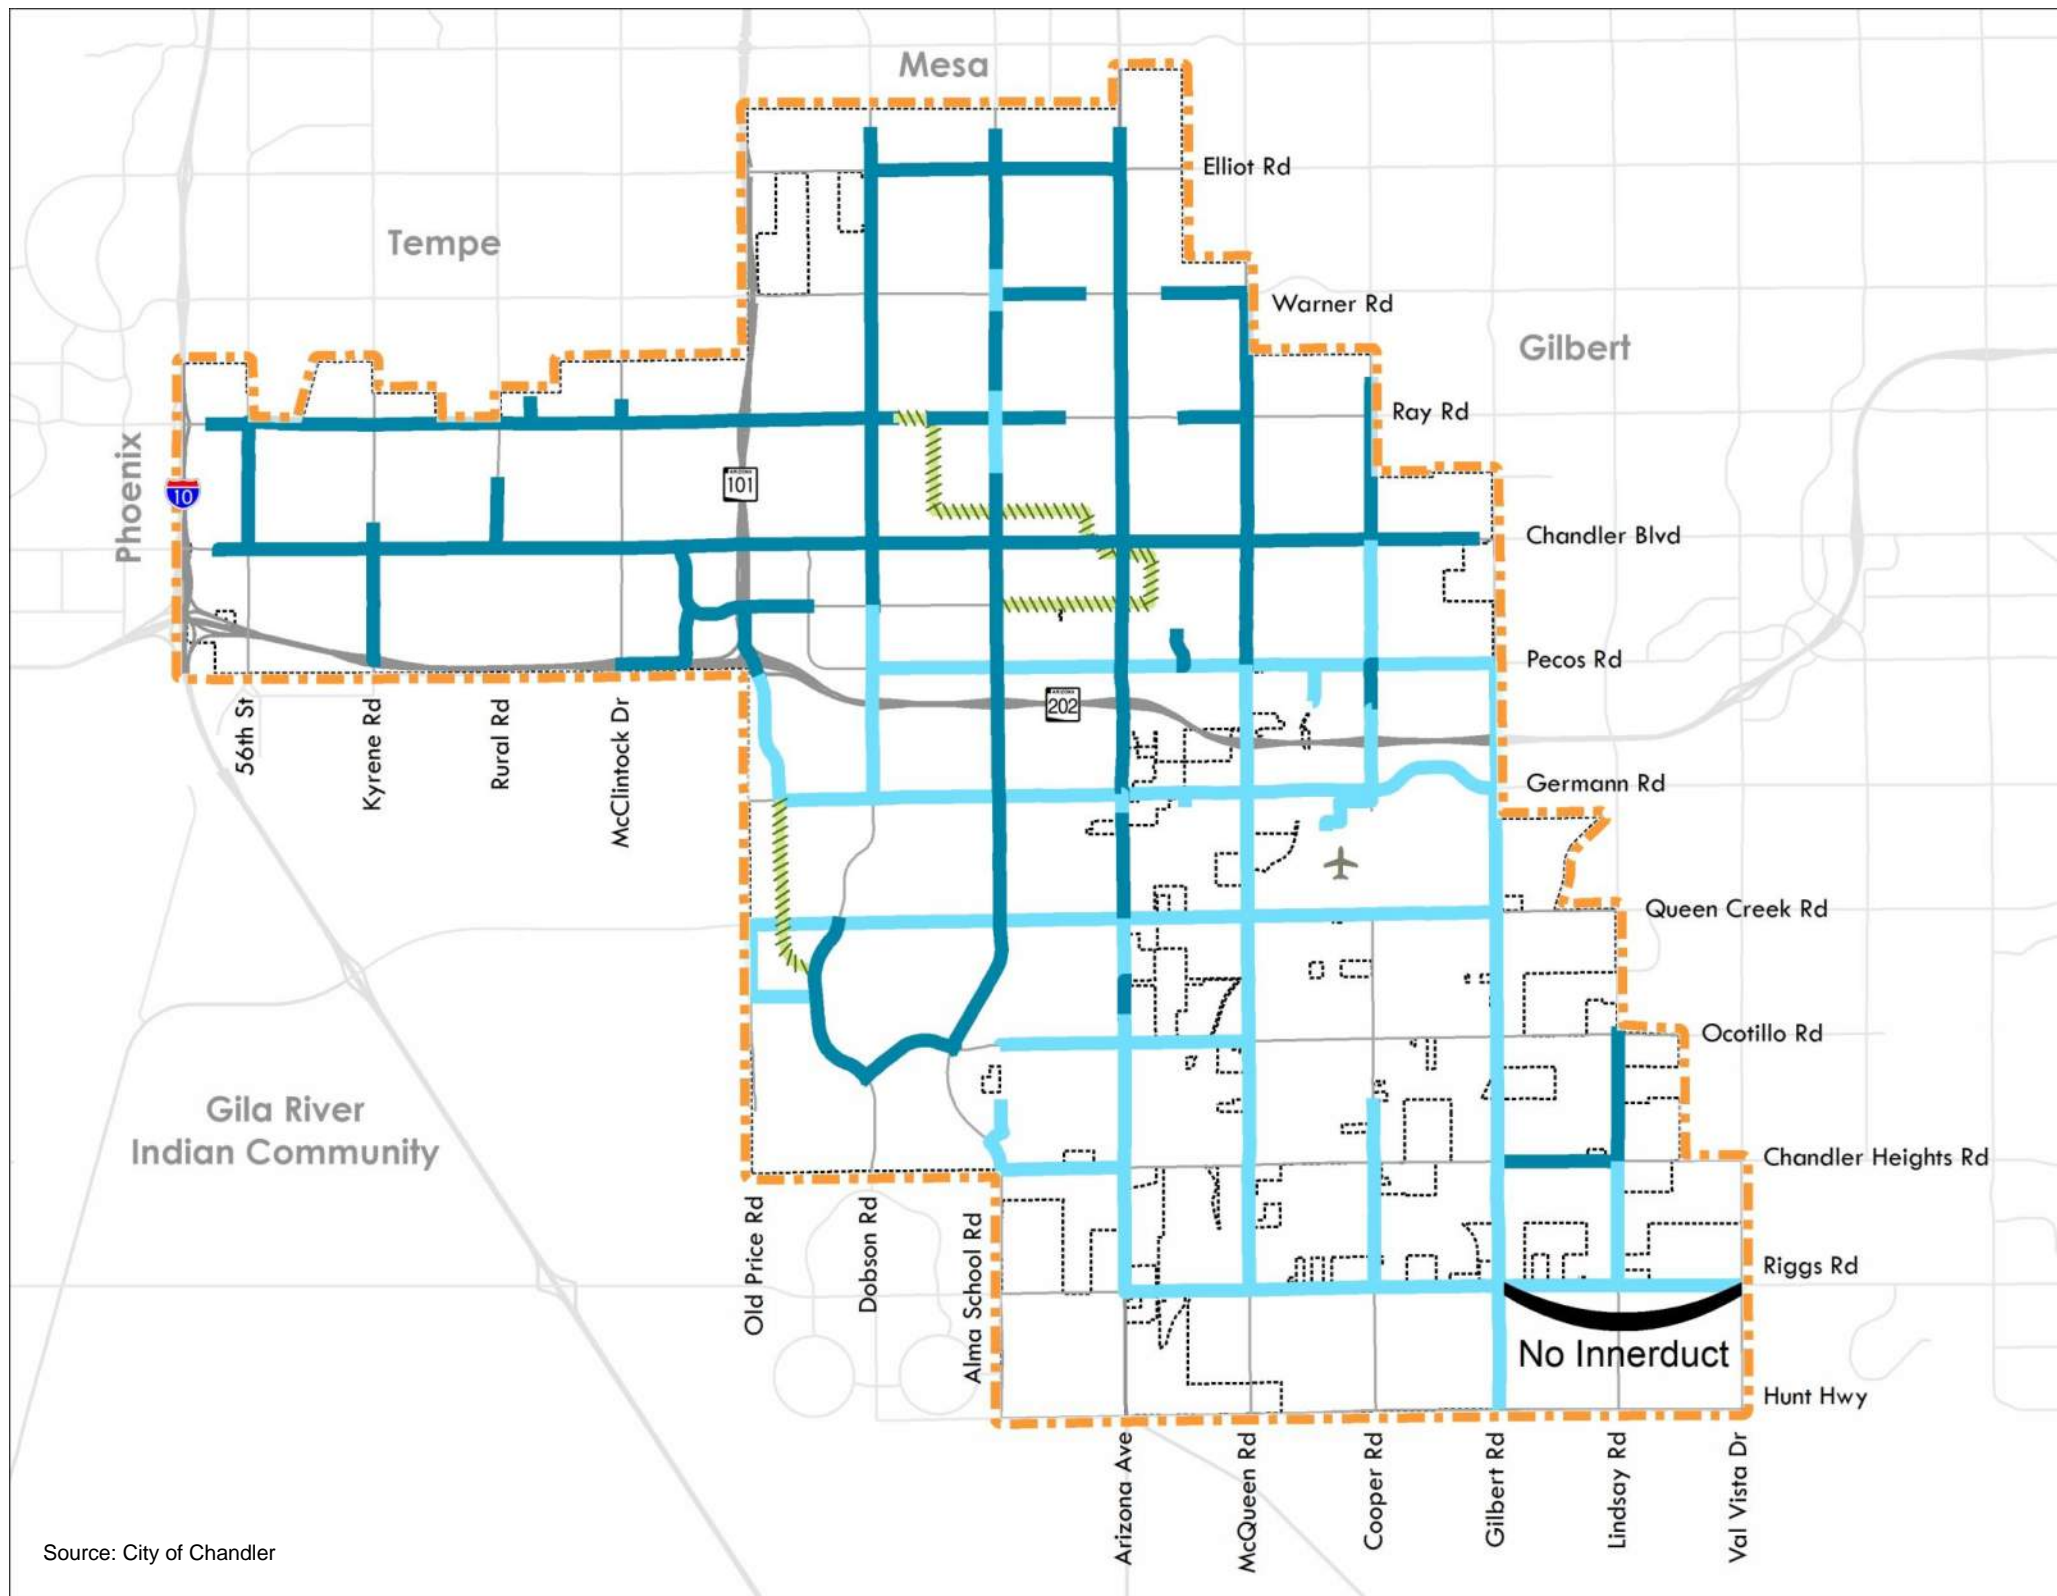 Mesa
Elliot Rd
Tempe
Warner Rd
Gilbert
Ray Rd
Phoenix
10
ARIZONA
101
Chandler Blvd
Pecos Rd
ARIZONA
202
56th St
Kyrene Rd
Rural Rd
McClintock Dr
Germann Rd
Queen Creek Rd
Ocotillo Rd
Gila River
Indian Community
Chandler Heights Rd
Old Price Rd
Dobson Rd
Alma School Rd
Riggs Rd
No Innerduct
Hunt Hwy
Arizona Ave
McQueen Rd
Cooper Rd
Gilbert Rd
Lindsay Rd
Val Vista Dr
Source: City of Chandler